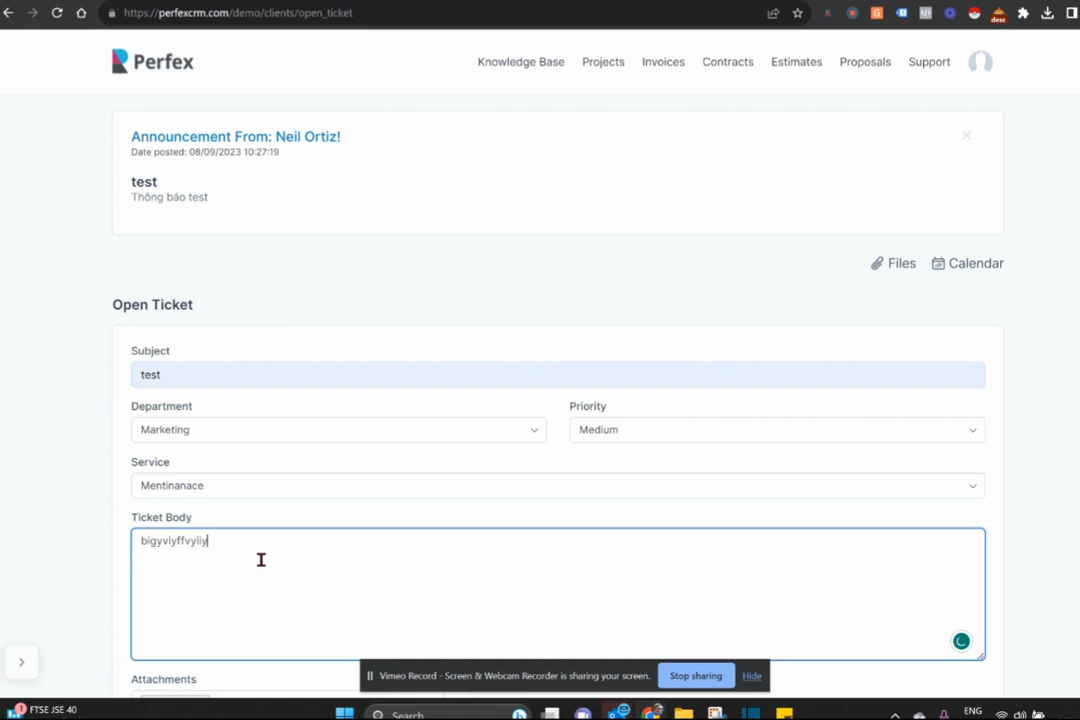 https://perfexcrm.com/demo/clients/open_ticket
Perfex
Knowledge Base Projects Invoices Contracts Estimates Proposals Support
Announcement From: Neil Ortiz!
Date posted: 08/09/2023 10:27:19
test
Thông báo test
Files Calendar
Open Ticket
Subject
test
Department Priority
Marketing Medium
Service
Mentinanace
Ticket Body
bigyviyffvyiiy
Attachments
Vimeo Record - Screen & Webcam Recorder is sharing your screen. Stop sharing Hide
FTSE JSE 40
Search
ENG